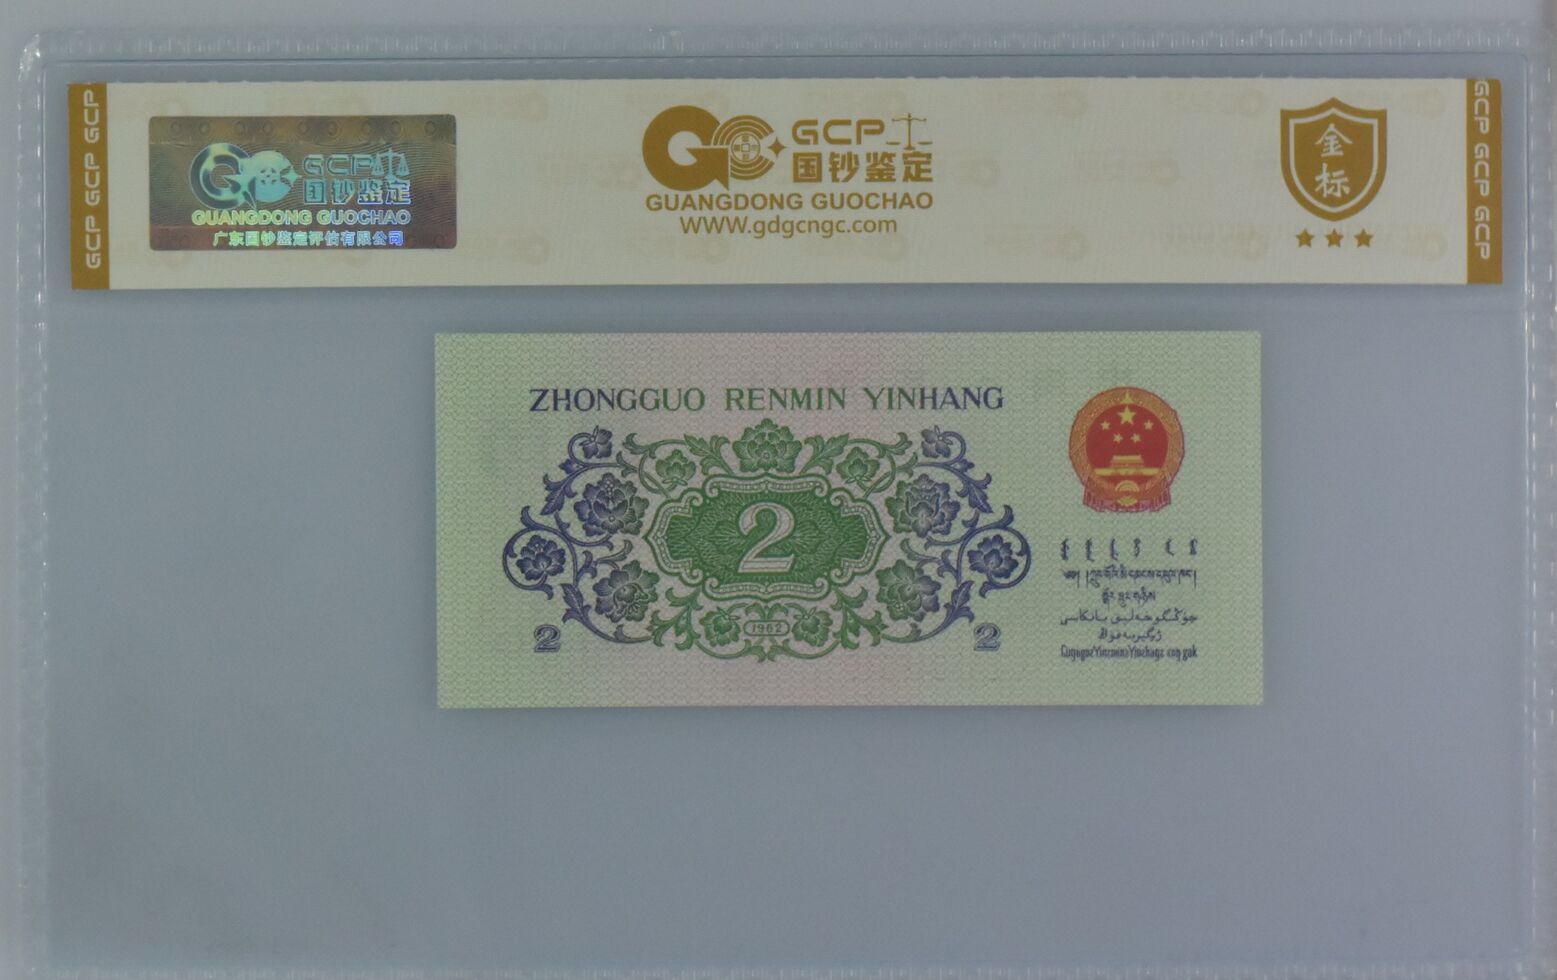 GCP GCP GCP
GCP
国钞鉴定
GUANGDONG GUOCHAO
广东国钞鉴定评估有限公司
GCP
国钞鉴定
GUANGDONG GUOCHAO
WWW.gdgcngc.com
金标
GCP GCP GCP
ZHONGGUO RENMIN YINHANG
2
1962
2
2